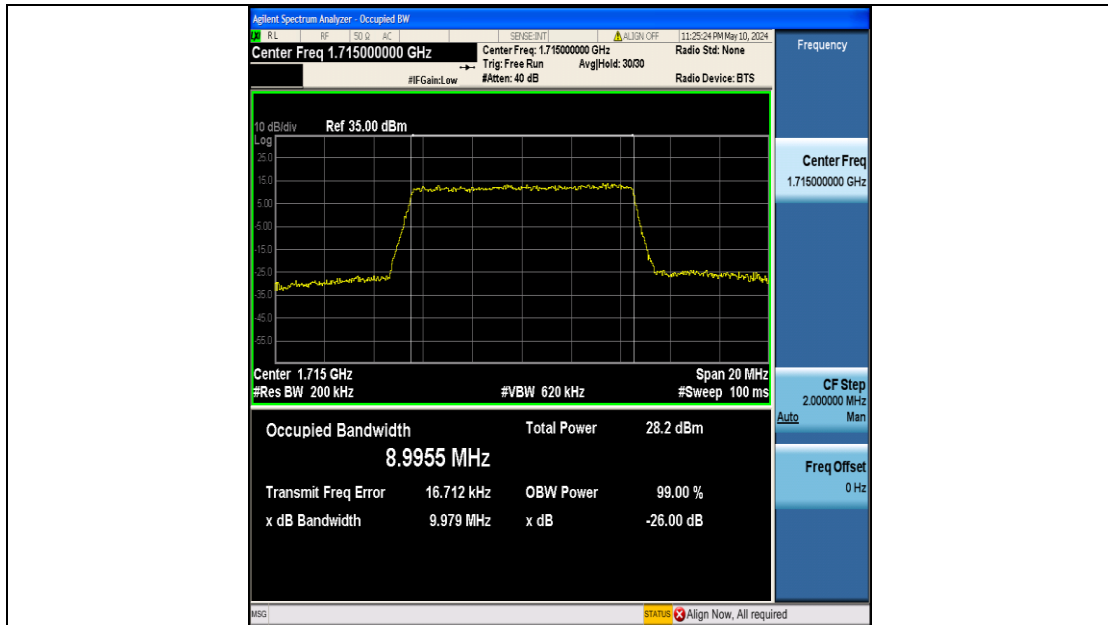 Agilent Spectrum Analyzer - Occupied BW
RL RF 50 Ω AC SENSE:INT ALIGN OFF 11:25:24 PM May 10, 2024
Center Freq 1.715000000 GHz
Center Freq: 1.715000000 GHz Radio Std: None
Trig: Free Run Avg|Hold: 30/30
#IFGain:Low #Atten: 40 dB Radio Device: BTS
10 dB/div Ref 35.00 dBm
Log
25.0
15.0
5.00
-5.00
-15.0
-25.0
-35.0
-45.0
-55.0
Center 1.715 GHz Span 20 MHz
#Res BW 200 kHz #VBW 620 kHz #Sweep 100 ms
Occupied Bandwidth Total Power 28.2 dBm
8.9955 MHz
Transmit Freq Error 16.712 kHz OBW Power 99.00 %
x dB Bandwidth 9.979 MHz x dB -26.00 dB
Frequency
Center Freq
1.715000000 GHz
CF Step
2.000000 MHz
Auto Man
Freq Offset
0 Hz
MSG STATUS Align Now, All required